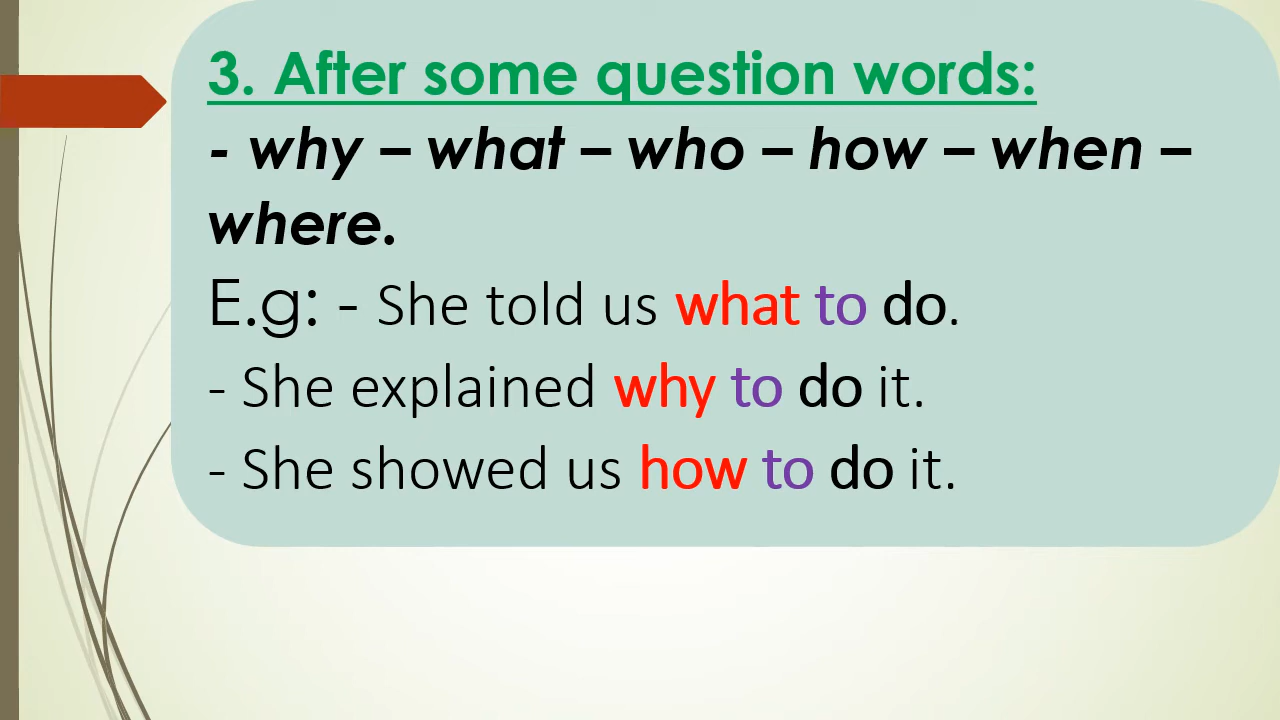 3. After some question words:
- why – what – who – how – when –
where.
E.g: - She told us what to do.
- She explained why to do it.
- She showed us how to do it.